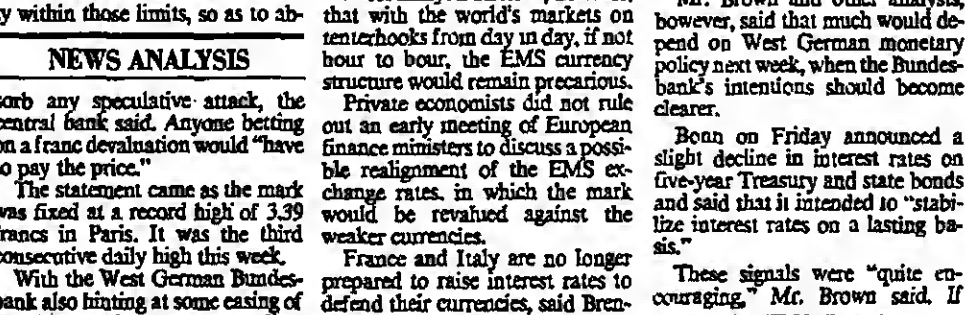 y within those limits, so as to ab-
NEWS ANALYSIS
sorb any speculative attack, the
central bank said. Anyone betting
on a franc devaluation would "have
to pay the price."
The statement came as the mark
was fixed at a record high of 3.39
francs in Paris. It was the third
consecutive daily high this week.
With the West German Bundes-
bank also hinting at some easing of
that with the world's markets on
tenterhooks from day in day, if not
hour to bour, the EMS currency
structure would remain precarious.
Private economists did not rule
out an early meeting of European
finance ministers to discuss a possi-
ble realignment of the EMS ex-
change rates, in which the mark
would be revalued against the
weaker currencies.
France and Italy are no longer
prepared to raise interest rates to
defend their currencies, said Bren-
Mr. Brown and other analysts,
however, said that much would de-
pend on West German monetary
policy next week, when the Bundes-
bank's intentions should become
clearer.
Bonn on Friday announced a
slight decline in interest rates on
five-year Treasury and state bonds
and said that it intended to "stabi-
lize interest rates on a lasting ba-
sis."
These signals were "quite en-
couraging," Mr. Brown said. If